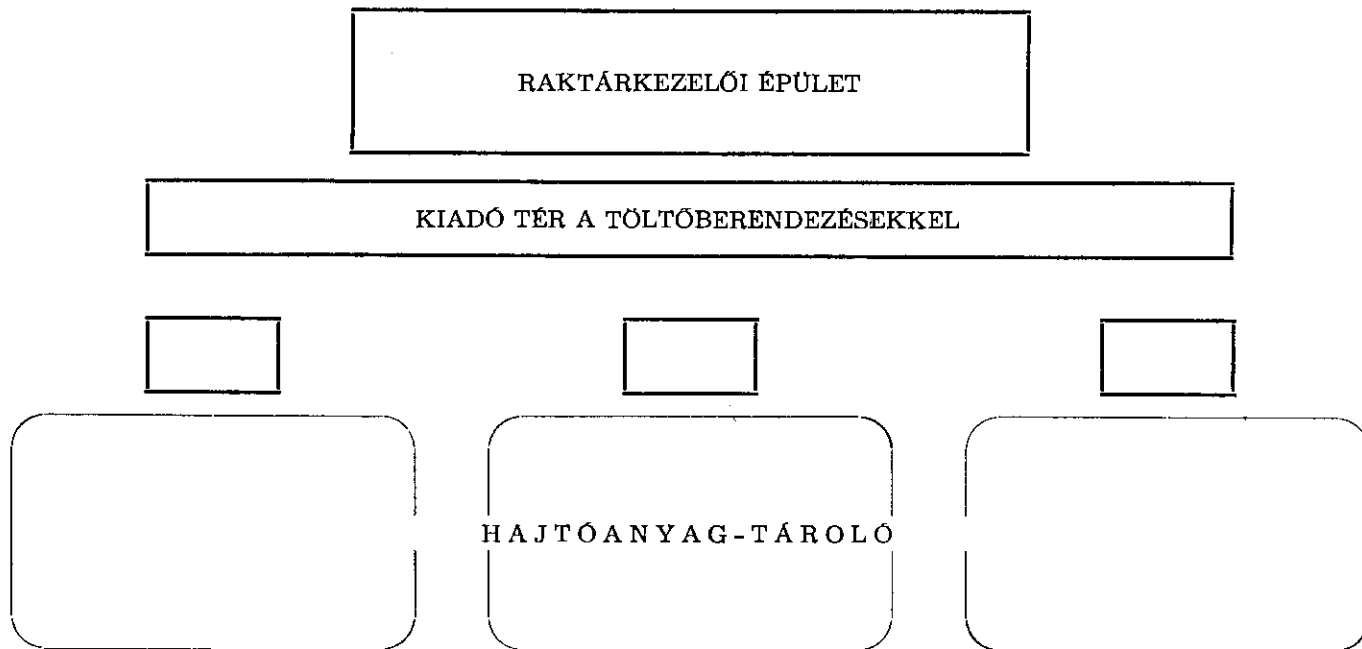 RAKTÁRKEZELŐI ÉPÜLET
KIADÓ TÉR A TÖLTŐBERENDEZÉSEKKEL
HAJTÓANYAG-TÁROLÓ